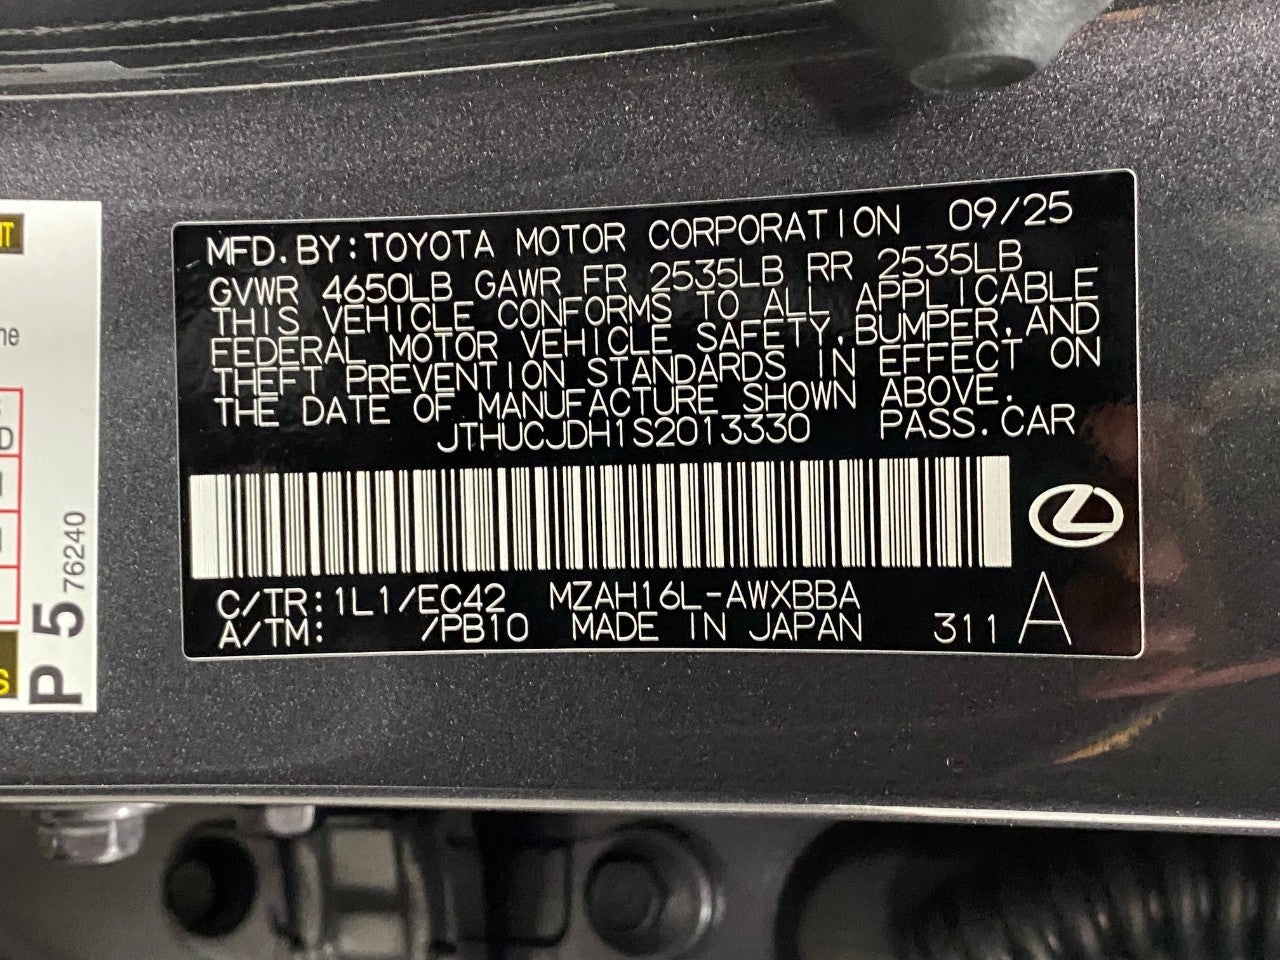 MFD.BY:TOYOTA MOTOR CORPORATION 09/25
GVWR 4650LB GAWR FR 2535LB RR 2535LB
THIS VEHICLE CONFORMS TO ALL APPLICABLE
FEDERAL MOTOR VEHICLE SAFETY,BUMPER,AND
THEFT PREVENTION STANDARDS IN EFFECT ON
THE DATE OF MANUFACTURE SHOWN ABOVE.
JTHUCJDH1S2013330 PASS.CAR
C/TR:1L1/EC42 MZAH16L-AWXBBA
A/TM: /PB10 MADE IN JAPAN 311 A
P 5 76240